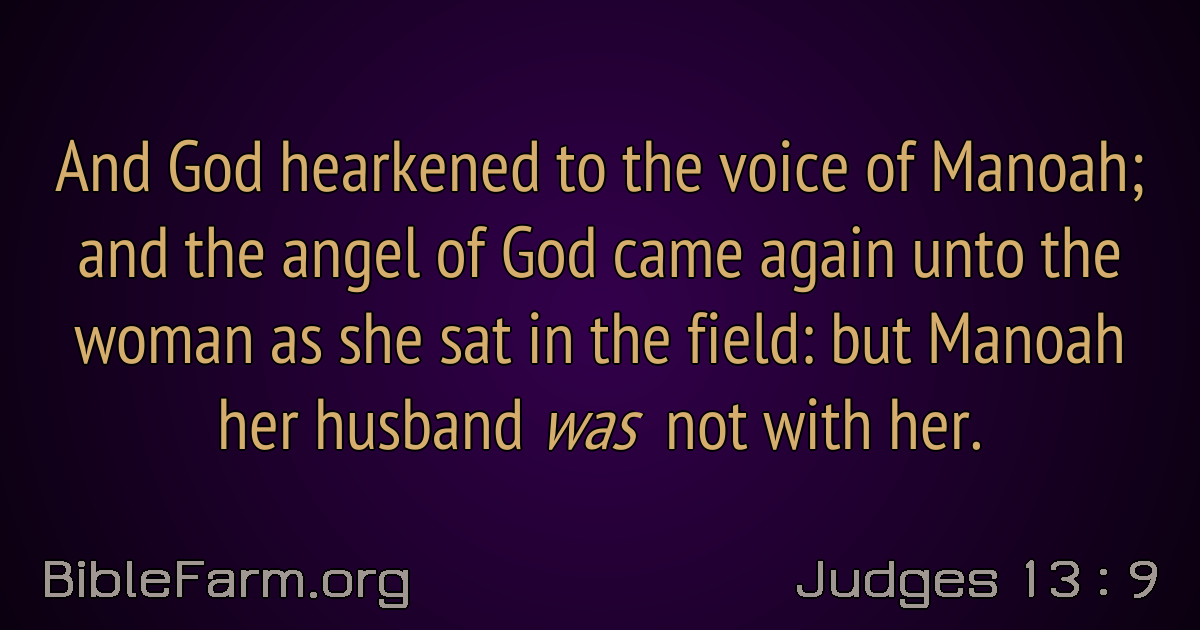 And God hearkened to the voice of Manoah;
and the angel of God came again unto the
woman as she sat in the field: but Manoah
her husband was not with her.
BibleFarm.org
Judges 13 : 9